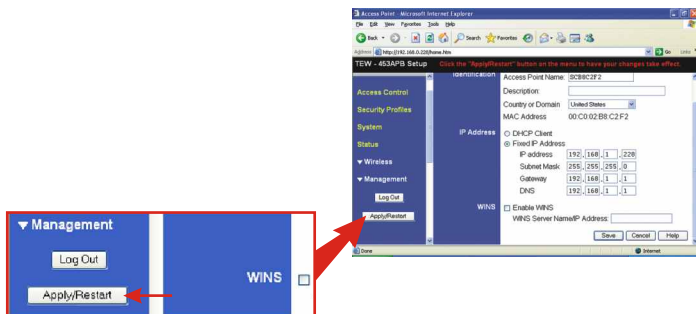 Access Point - Microsoft Internet Explorer
File Edit View Favorites Tools Help
Back Search Favorites
Address http://192.168.0.228/home.htm Go Links
TEW - 453APB Setup Click the "Apply/Restart" button on the menu to have your changes take effect.
Identification Access Point Name: SCB8C2F2
Description:
Access Control
Country or Domain United States
Security Profiles
MAC Address 00:C0:02:B8:C2:F2
System
IP Address DHCP Client
Status
Fixed IP Address
Wireless
IP address 192 . 168 . 1 . 228
Subnet Mask 255 . 255 . 255 . 0
Management
Gateway 192 . 168 . 1 . 1
Log Out
DNS 192 . 168 . 1 . 1
WINS Enable WINS
Apply/Restart
WINS Server Name/IP Address:
Save Cancel Help
Done Internet
Management
Log Out
WINS
Apply/Restart